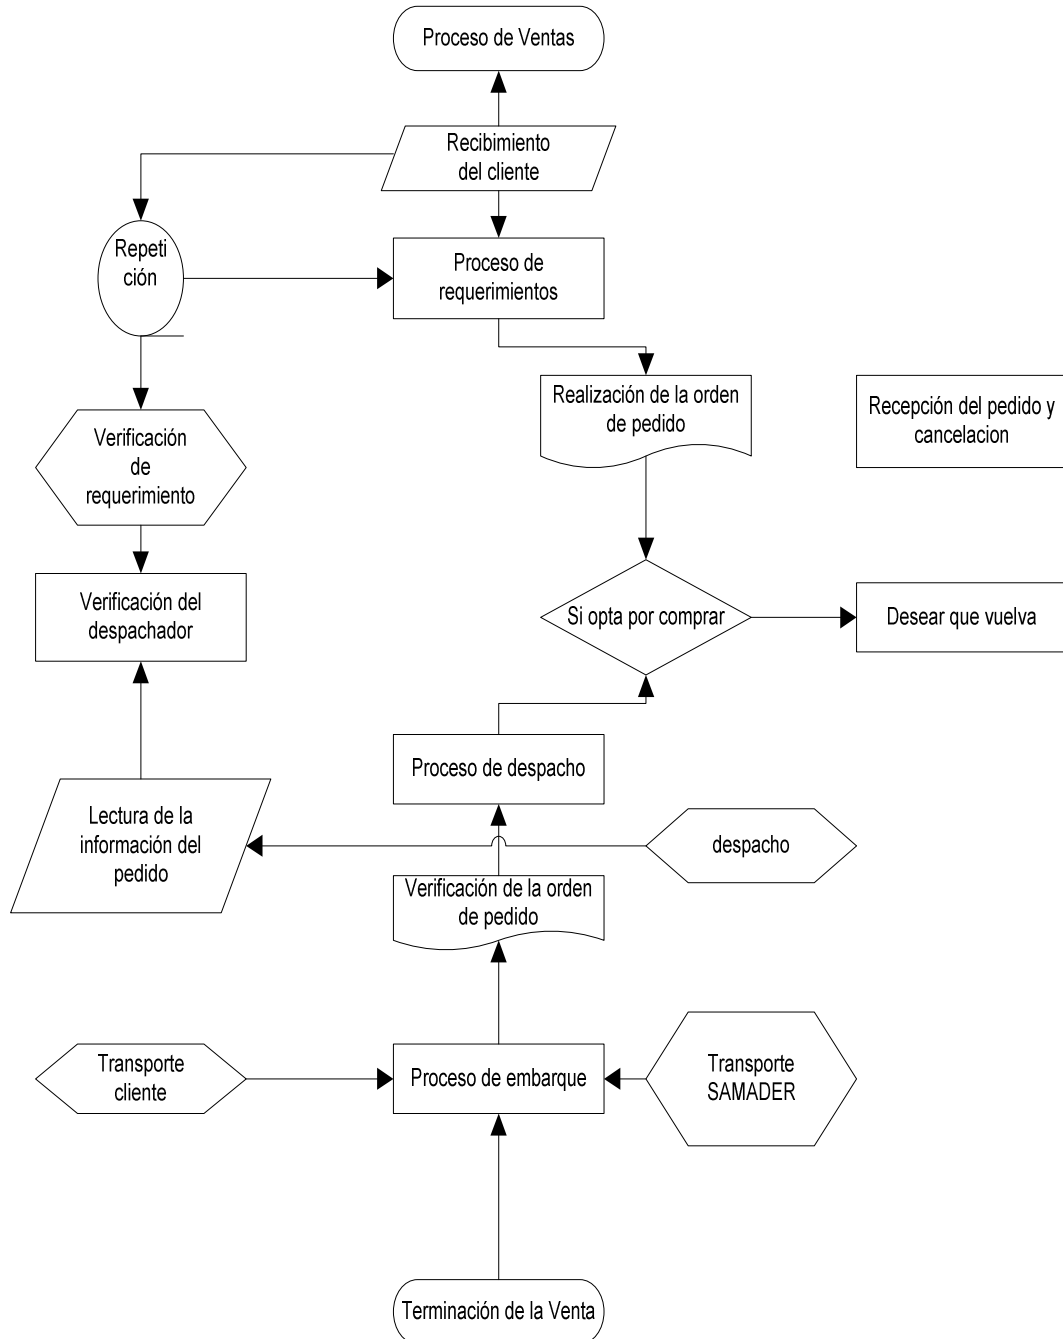 Proceso de Ventas
Recibimiento
del cliente
Repeti
ción
Proceso de
requerimientos
Realización de la orden
de pedido
Recepción del pedido y
cancelacion
Verificación
de
requerimiento
Verificación del
despachador
Si opta por comprar
Desear que vuelva
Proceso de despacho
Lectura de la
información del
pedido
despacho
Verificación de la orden
de pedido
Transporte
cliente
Proceso de embarque
Transporte
SAMADER
Terminación de la Venta